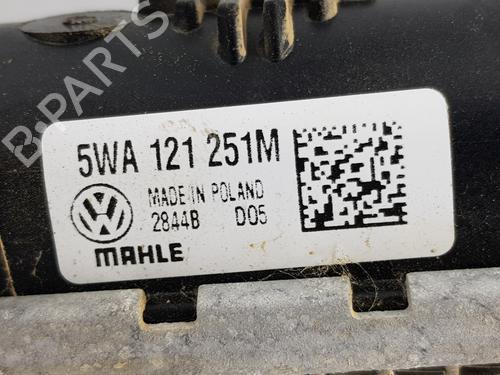 B-PARTS
5WA 121 251M
MADE IN POLAND
2844B D05
MAHLE